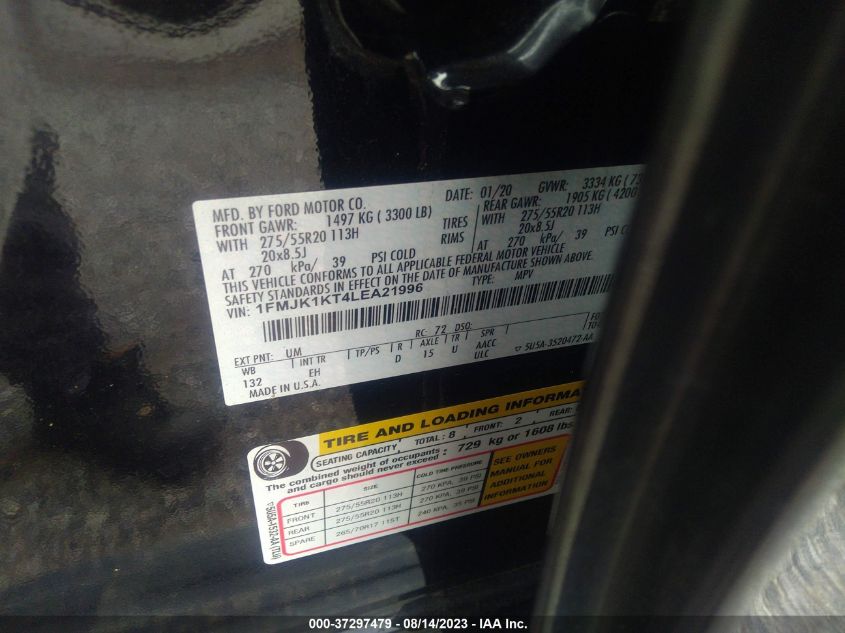 MFD. BY FORD MOTOR CO.
DATE: 01/20 GVWR: 3334 KG
FRONT GAWR: 1497 KG ( 3300 LB)
REAR GAWR: 1905 KG ( 4200
WITH 275/55R20 113H TIRES WITH 275/55R20 113H
20x8.5J RIMS 20x8.5J
AT 270 kPa/ 39 PSI COLD AT 270 kPa/ 39 PSI
THIS VEHICLE CONFORMS TO ALL APPLICABLE FEDERAL MOTOR VEHICLE
SAFETY STANDARDS IN EFFECT ON THE DATE OF MANUFACTURE SHOWN ABOVE.
VIN: 1FMJK1KT4LEA21996 TYPE: MPV
EXT PNT: UM RC: 72 DSO:
WB INT TR TP/PS R AXLE TR SPR
132 EH D 15 U AACC
ULC
MADE IN U.S.A. 5U5A-3520472-AA
TIRE AND LOADING INFORMA
SEATING CAPACITY TOTAL: 8 FRONT: 2 REAR:
The combined weight of occupants
and cargo should never exceed : 729 kg or 1608 lbs
TIRE COLD TIRE PRESSURE
FRONT 275/55R20 113H 270 KPA, 39 PSI
REAR 275/55R20 113H 270 KPA, 39 PSI
SPARE 265/70R17 115T 240 KPA, 35 PSI
SEE OWNERS
MANUAL FOR
ADDITIONAL
INFORMATION
000-37297479 - 08/14/2023 - IAA Inc.